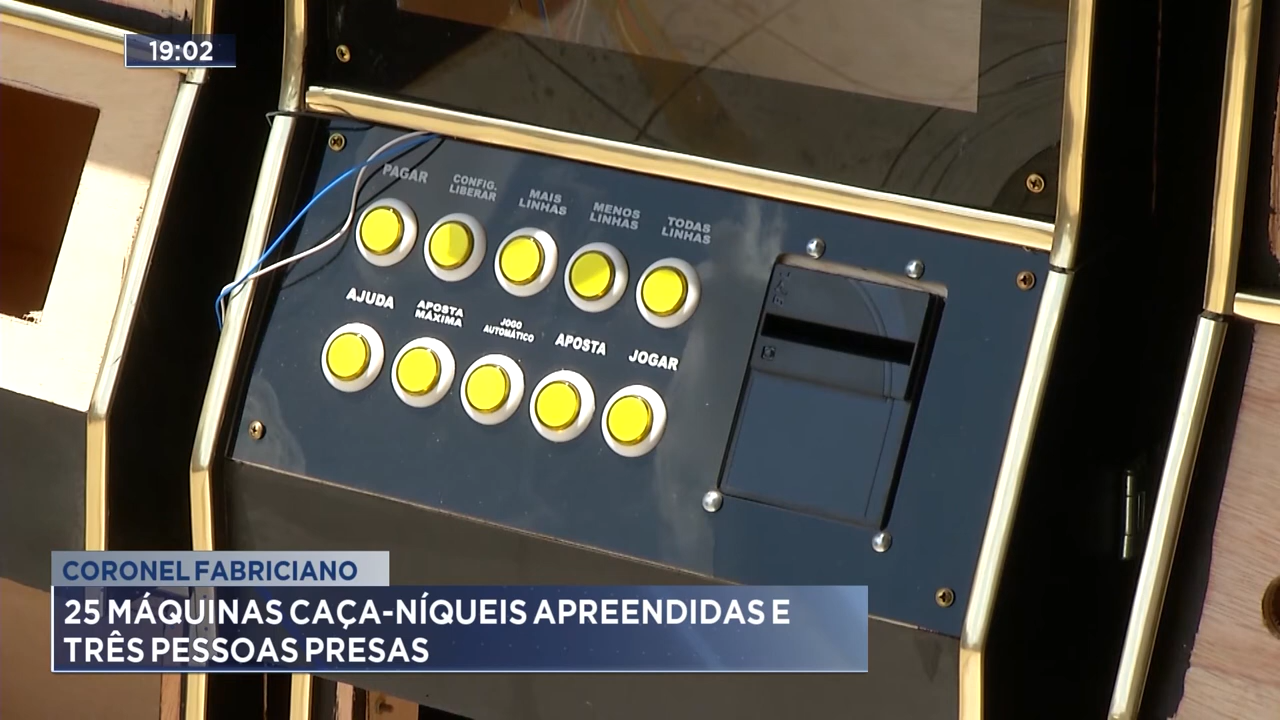 19:02
PAGAR
CONFIG.
LIBERAR
MAIS
LINHAS
MENOS
LINHAS
TODAS
LINHAS
AJUDA
APOSTA
MÁXIMA
JOGO
AUTOMÁTICO
APOSTA
JOGAR
CORONEL FABRICIANO
25 MÁQUINAS CAÇA-NÍQUEIS APREENDIDAS E
TRÊS PESSOAS PRESAS